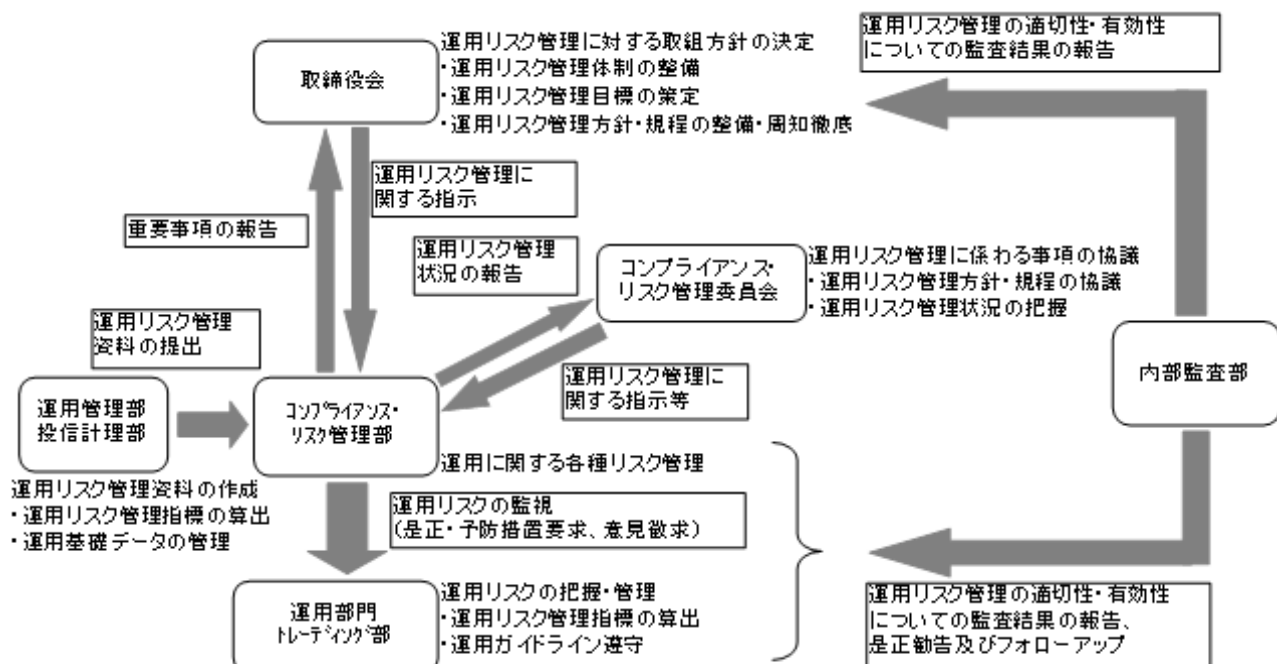 運用リスク管理に対する取組方針の決定
・運用リスク管理体制の整備
・運用リスク管理目標の策定
・運用リスク管理方針・規程の整備・周知徹底
取締役会
運用リスク管理の適切性・有効性
についての監査結果の報告
運用リスク管理に
関する指示
重要事項の報告
運用リスク管理
状況の報告
コンプライアンス・
リスク管理委員会
運用リスク管理に係わる事項の協議
・運用リスク管理方針・規程の協議
・運用リスク管理状況の把握
運用リスク管理
資料の提出
運用リスク管理に
関する指示等
内部監査部
運用管理部
投信計理部
コンプライアンス・
リスク管理部
運用に関する各種リスク管理
運用リスク管理資料の作成
・運用リスク管理指標の算出
・運用基礎データの管理
運用リスクの監視
（是正・予防措置要求、意見徴求）
運用部門
トレーディング部
運用リスクの把握・管理
・運用リスク管理指標の算出
・運用ガイドライン遵守
運用リスク管理の適切性・有効性
についての監査結果の報告、
是正勧告及びフォローアップ